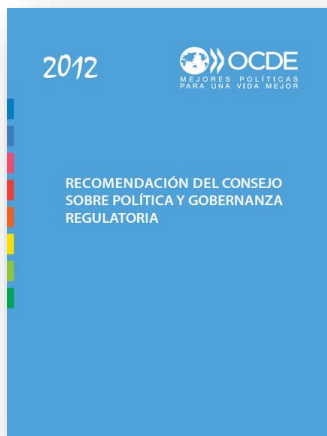 2012
OCDE
MEJORES POLÍTICAS
PARA UNA VIDA MEJOR
RECOMENDACIÓN DEL CONSEJO
SOBRE POLÍTICA Y GOBERNANZA
REGULATORIA